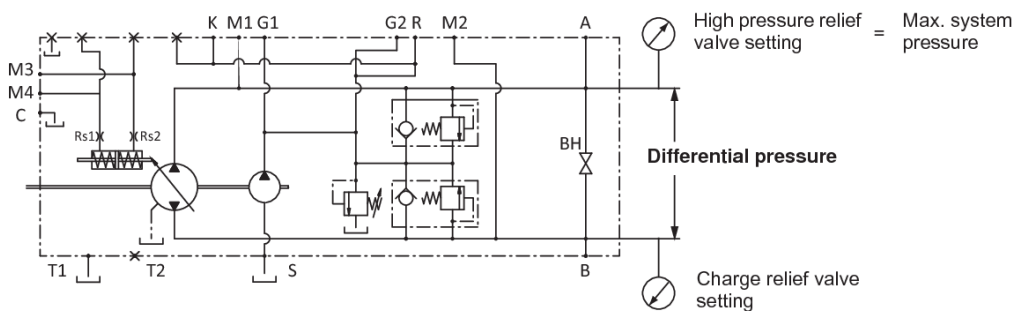 K M1 G1 G2 R M2 A
High pressure relief valve setting = Max. system pressure
M3
M4
C
Rs1 Rs2
BH
Differential pressure
T1 T2 S B
Charge relief valve setting